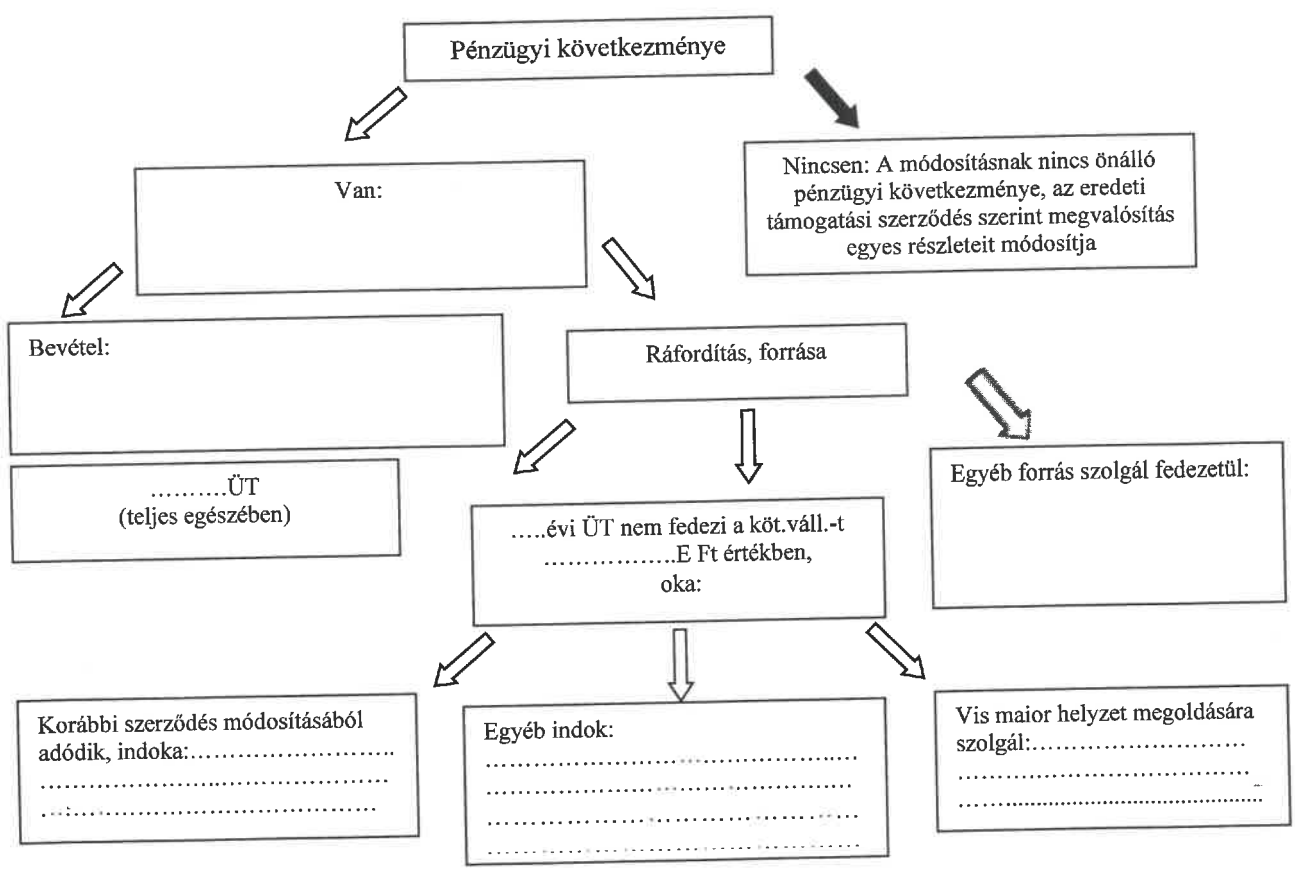 Pénzügyi következménye
Van:
Nincsen: A módosításnak nincs önálló
pénzügyi következménye, az eredeti
támogatási szerződés szerint megvalósítás
egyes részleteit módosítja
Bevétel:
Ráfordítás, forrása
……….ÜT
(teljes egészében)
…..évi ÜT nem fedezi a köt.váll.-t
……………..E Ft értékben,
oka:
Egyéb forrás szolgál fedezetül:
Korábbi szerződés módosításából
adódik, indoka:…………………….
……………………………………
……………………………………
Egyéb indok:
………………………………………
………………………………………
………………………………………
………………………………………
Vis maior helyzet megoldására
szolgál:……………………
……………………………
……………………………